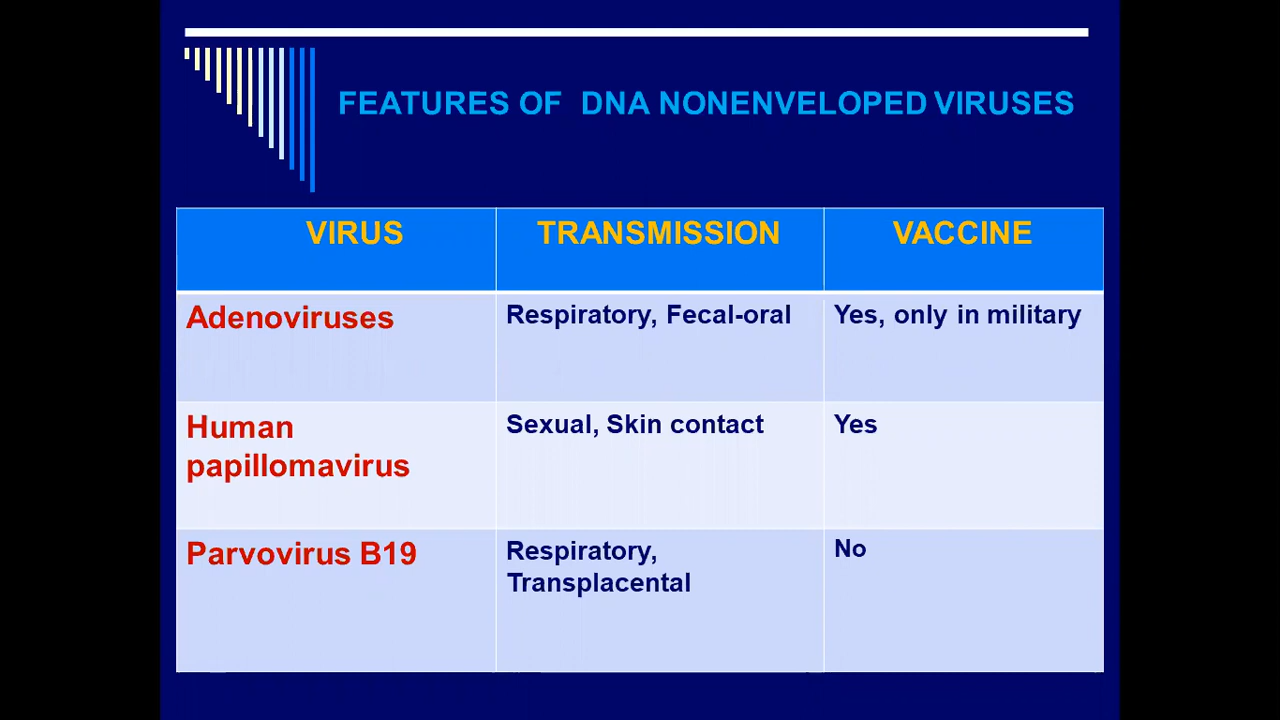 FEATURES OF DNA NONENVELOPED VIRUSES
VIRUS TRANSMISSION VACCINE
Adenoviruses Respiratory, Fecal-oral Yes, only in military
Human Sexual, Skin contact Yes
papillomavirus
Parvovirus B19 Respiratory, No
Transplacental